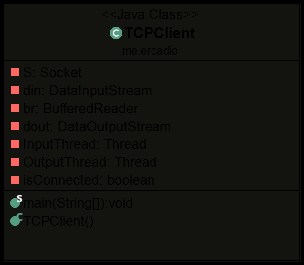 <<Java Class>>
C TCPClient
me.ercadio
S: Socket
din: DataInputStream
br: BufferedReader
dout: DataOutputStream
InputThread: Thread
OutputThread: Thread
isConnected: boolean
S main(String[]):void
C TCPClient()